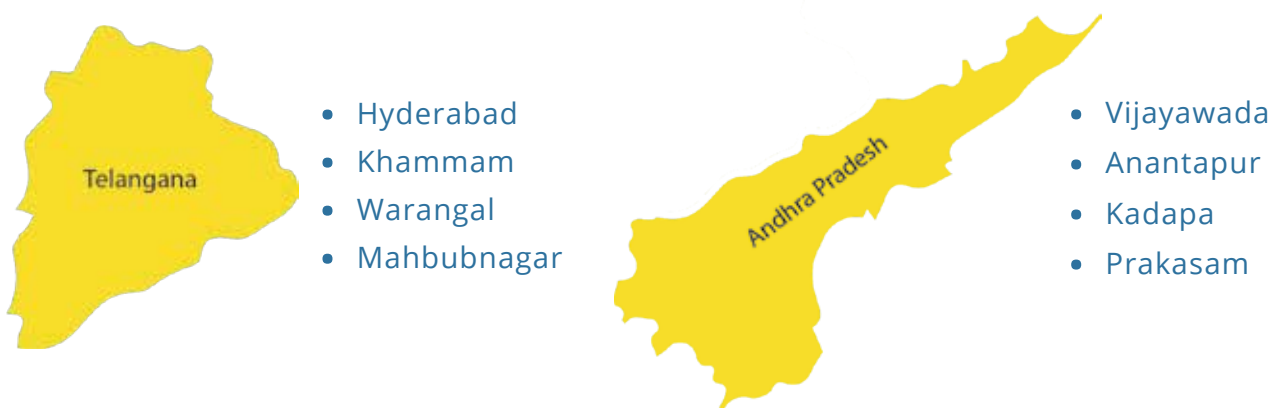 Telangana
• Hyderabad
• Khammam
• Warangal
• Mahbubnagar
Andhra Pradesh
• Vijayawada
• Anantapur
• Kadapa
• Prakasam